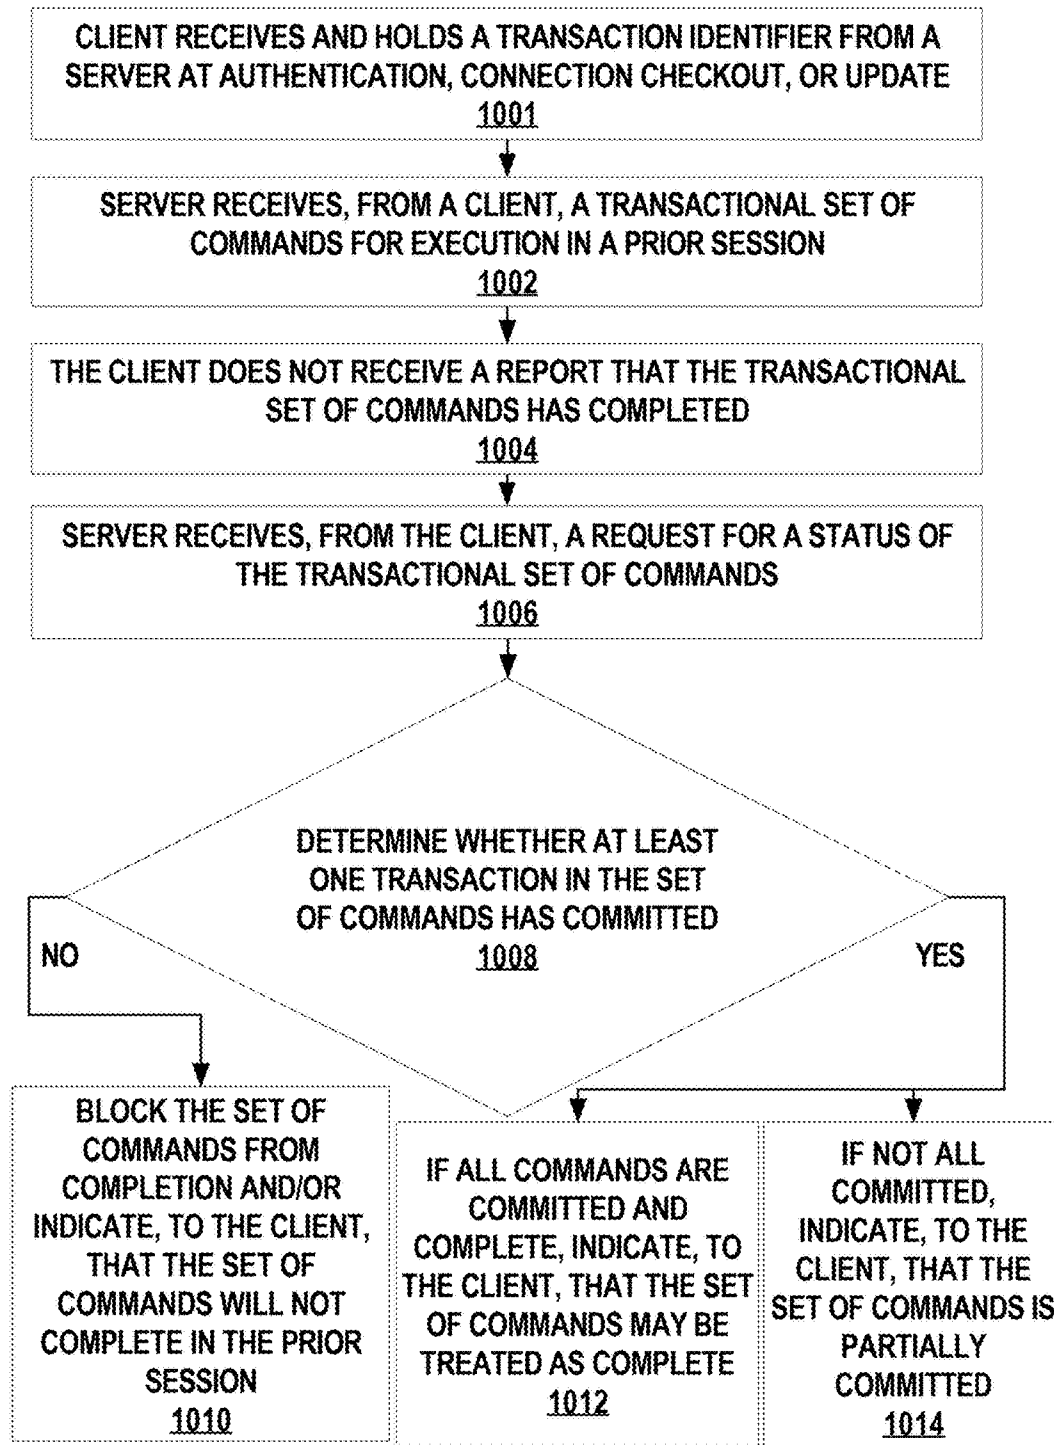 CLIENT RECEIVES AND HOLDS A TRANSACTION IDENTIFIER FROM A
SERVER AT AUTHENTICATION, CONNECTION CHECKOUT, OR UPDATE
1001
SERVER RECEIVES, FROM A CLIENT, A TRANSACTIONAL SET OF
COMMANDS FOR EXECUTION IN A PRIOR SESSION
1002
THE CLIENT DOES NOT RECEIVE A REPORT THAT THE TRANSACTIONAL
SET OF COMMANDS HAS COMPLETED
1004
SERVER RECEIVES, FROM THE CLIENT, A REQUEST FOR A STATUS OF
THE TRANSACTIONAL SET OF COMMANDS
1006
DETERMINE WHETHER AT LEAST
ONE TRANSACTION IN THE SET
OF COMMANDS HAS COMMITTED
1008
NO
YES
BLOCK THE SET OF
COMMANDS FROM
COMPLETION AND/OR
INDICATE, TO THE CLIENT,
THAT THE SET OF
COMMANDS WILL NOT
COMPLETE IN THE PRIOR
SESSION
1010
IF ALL COMMANDS ARE
COMMITTED AND
COMPLETE, INDICATE, TO
THE CLIENT, THAT THE SET
OF COMMANDS MAY BE
TREATED AS COMPLETE
1012
IF NOT ALL
COMMITTED,
INDICATE, TO THE
CLIENT, THAT THE
SET OF COMMANDS IS
PARTIALLY
COMMITTED
1014